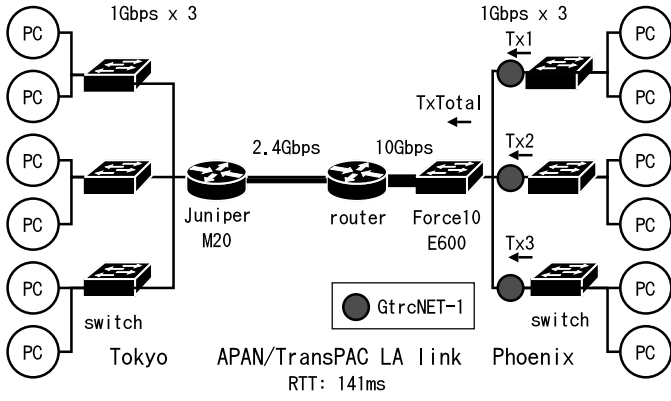 1Gbps x 3
1Gbps x 3
PC
PC
PC
PC
PC
PC
PC
PC
PC
PC
PC
PC
Tx1
TxTotal
2.4Gbps
10Gbps
Tx2
Juniper
M20
router
Force10
E600
Tx3
GtrcNET-1
switch
switch
Tokyo
APAN/TransPAC LA link
Phoenix
RTT: 141ms